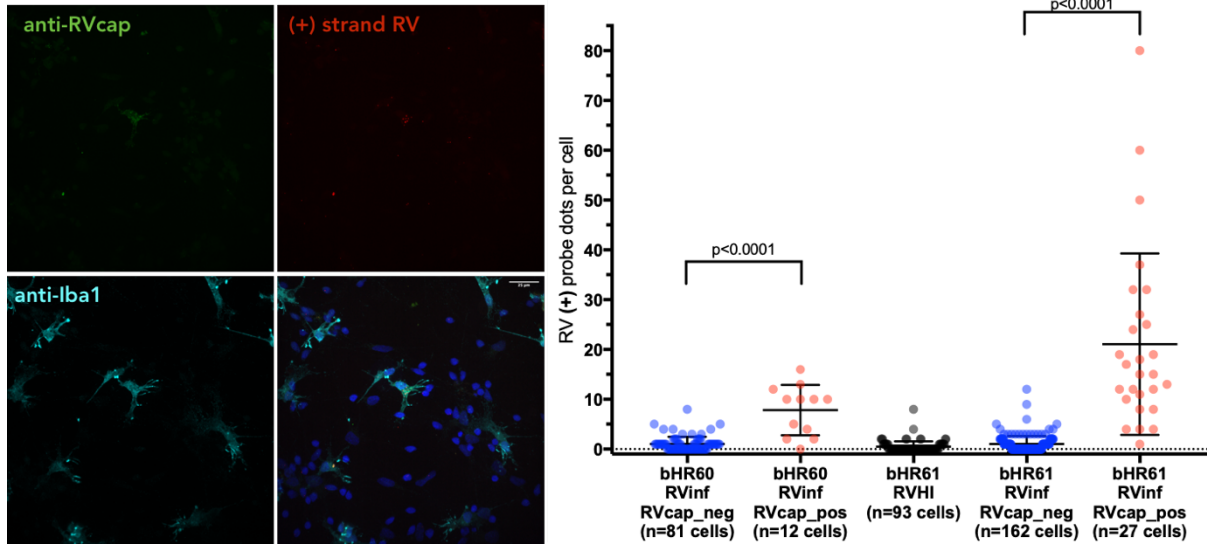 anti-RVcap
(+) strand RV
anti-Iba1
RV (+) probe dots per cell
80
70
60
50
40
30
20
10
0
p<0.0001
p<0.0001
bHR60
RVinf
RVcap_neg
(n=81 cells)
bHR60
RVinf
RVcap_pos
(n=12 cells)
bHR61
RVHI
(n=93 cells)
bHR61
RVinf
RVcap_neg
(n=162 cells)
bHR61
RVinf
RVcap_pos
(n=27 cells)